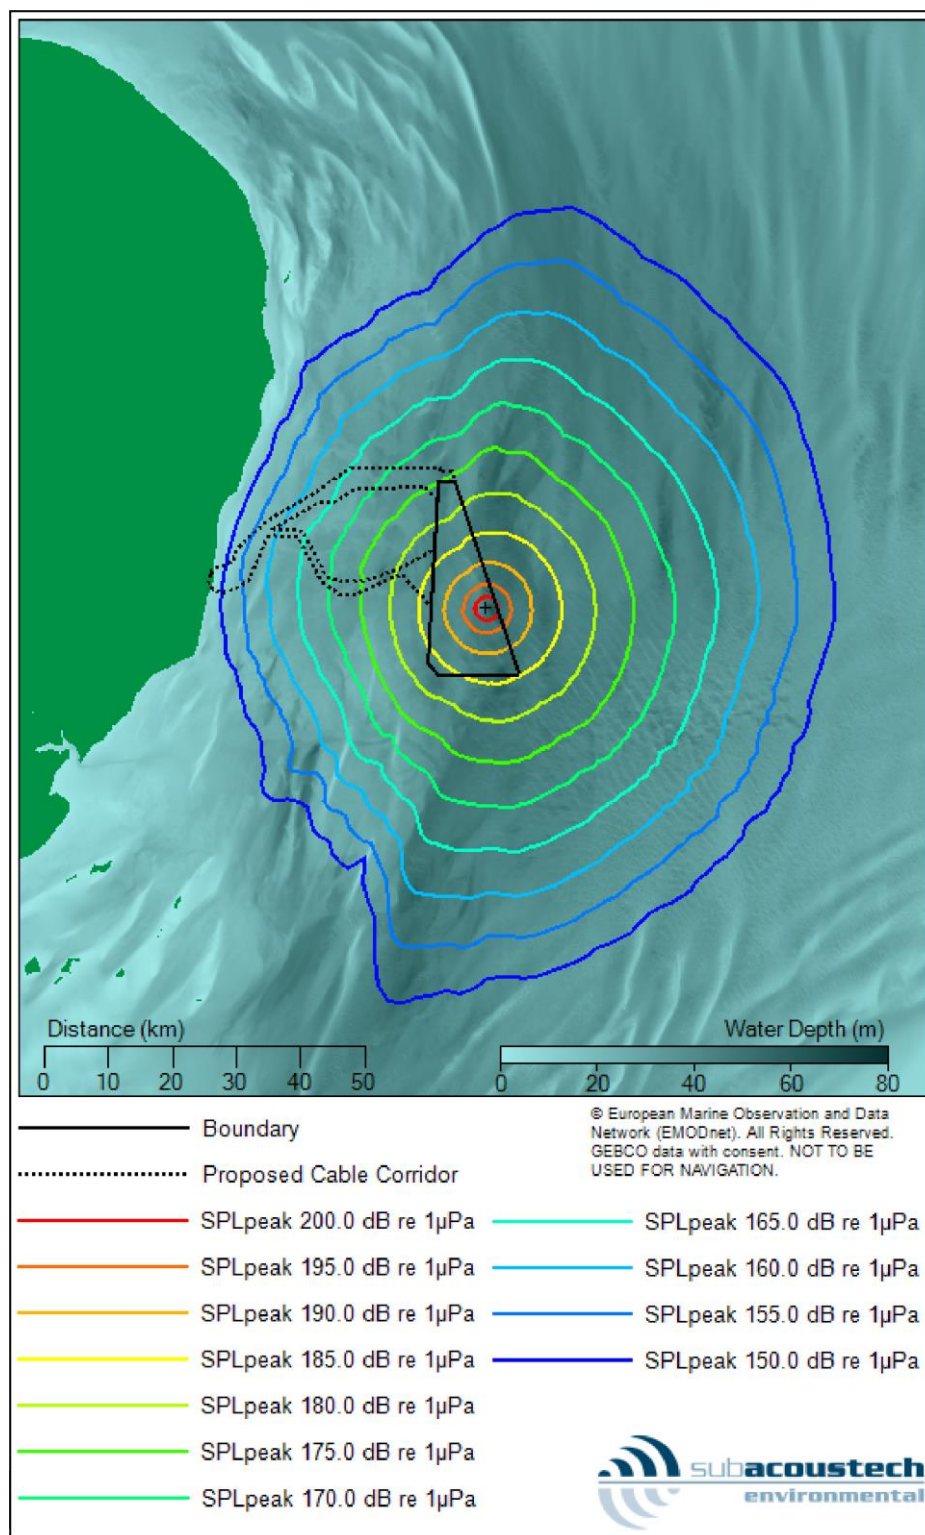 Distance (km)
0 10 20 30 40 50
Water Depth (m)
0 20 40 60 80
Boundary
Proposed Cable Corridor
© European Marine Observation and Data
Network (EMODnet). All Rights Reserved.
GEBCO data with consent. NOT TO BE
USED FOR NAVIGATION.
SPLpeak 200.0 dB re 1µPa
SPLpeak 195.0 dB re 1µPa
SPLpeak 190.0 dB re 1µPa
SPLpeak 185.0 dB re 1µPa
SPLpeak 180.0 dB re 1µPa
SPLpeak 175.0 dB re 1µPa
SPLpeak 170.0 dB re 1µPa
SPLpeak 165.0 dB re 1µPa
SPLpeak 160.0 dB re 1µPa
SPLpeak 155.0 dB re 1µPa
SPLpeak 150.0 dB re 1µPa
subacoustech
environmental